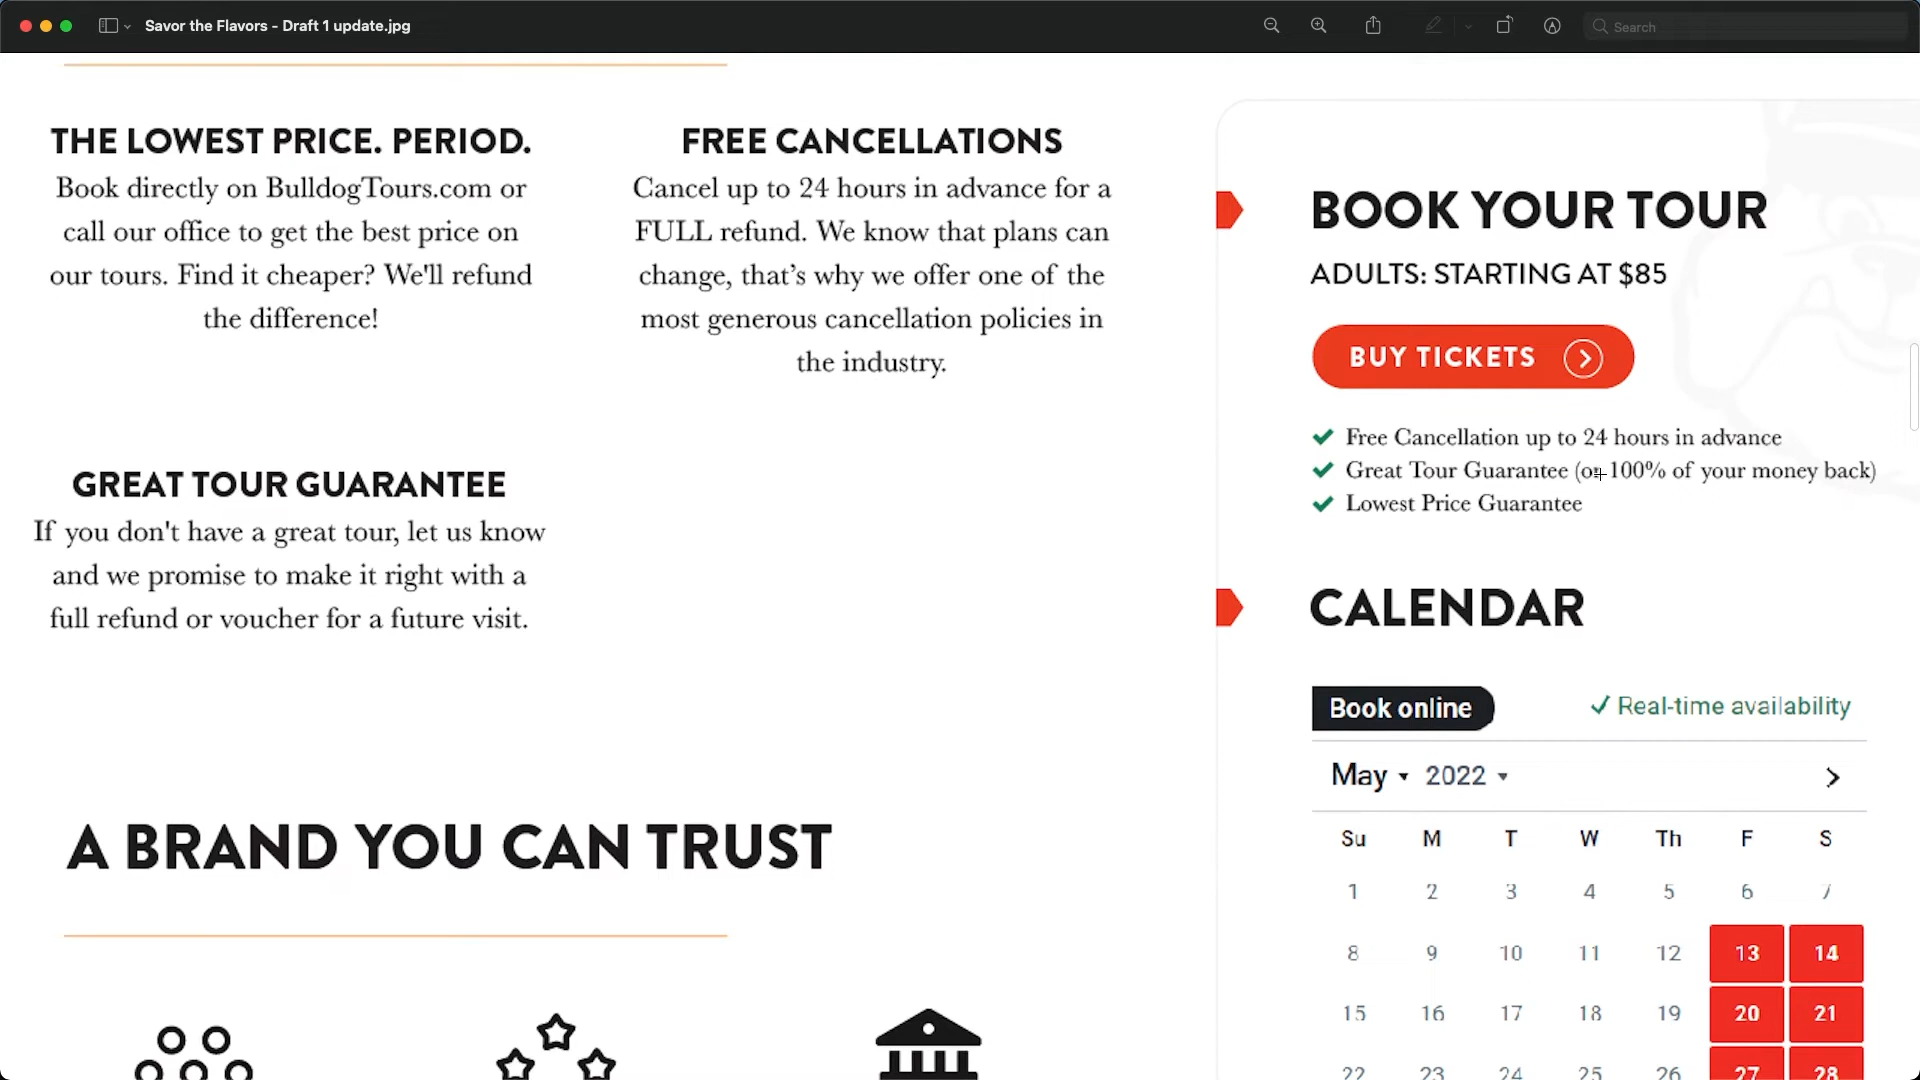 Savor the Flavors - Draft 1 update.jpg
Search
THE LOWEST PRICE. PERIOD.
Book directly on BulldogTours.com or
call our office to get the best price on
our tours. Find it cheaper? We'll refund
the difference!
FREE CANCELLATIONS
Cancel up to 24 hours in advance for a
FULL refund. We know that plans can
change, that’s why we offer one of the
most generous cancellation policies in
the industry.
GREAT TOUR GUARANTEE
If you don't have a great tour, let us know
and we promise to make it right with a
full refund or voucher for a future visit.
A BRAND YOU CAN TRUST
BOOK YOUR TOUR
ADULTS: STARTING AT $85
BUY TICKETS
Free Cancellation up to 24 hours in advance
Great Tour Guarantee (or 100% of your money back)
Lowest Price Guarantee
CALENDAR
Book online
Real-time availability
May 2022
Su M T W Th F S
1 2 3 4 5 6 7
8 9 10 11 12 13 14
15 16 17 18 19 20 21
22 23 24 25 26 27 28